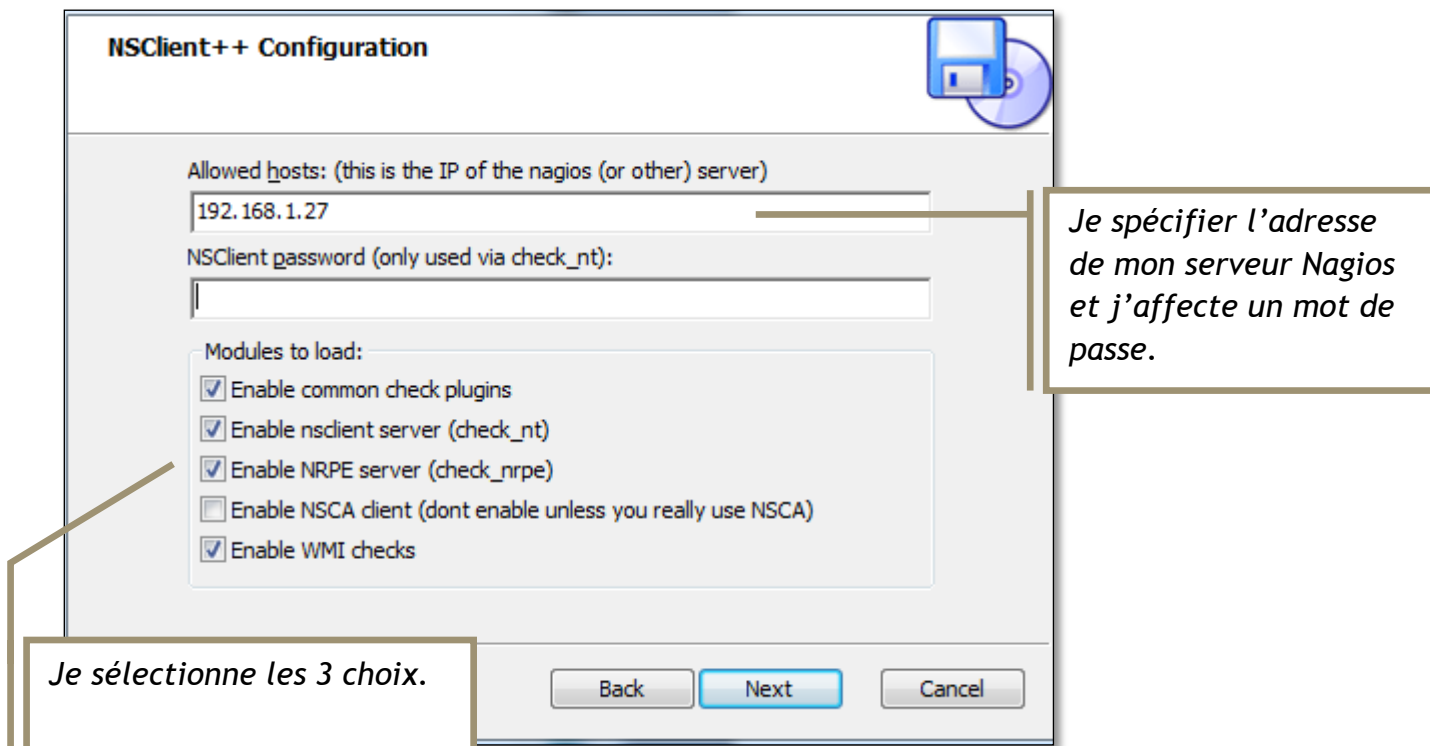 NSClient++ Configuration
Allowed hosts: (this is the IP of the nagios (or other) server)
192.168.1.27
NSClient password (only used via check_nt):
Modules to load:
Enable common check plugins
Enable nsclient server (check_nt)
Enable NRPE server (check_nrpe)
Enable NSCA client (dont enable unless you really use NSCA)
Enable WMI checks
Back
Next
Cancel
Je spécifier l’adresse
de mon serveur Nagios
et j’affecte un mot de
passe.
Je sélectionne les 3 choix.